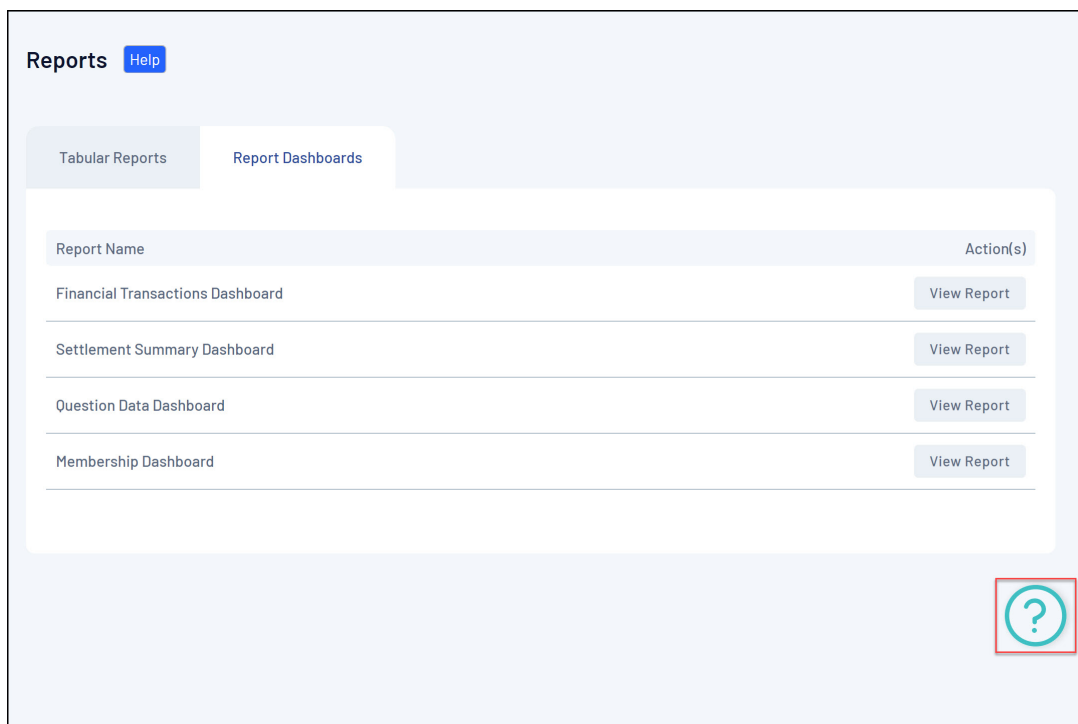 Reports Help
Tabular Reports Report Dashboards
Report Name Action(s)
Financial Transactions Dashboard View Report
Settlement Summary Dashboard View Report
Question Data Dashboard View Report
Membership Dashboard View Report
?